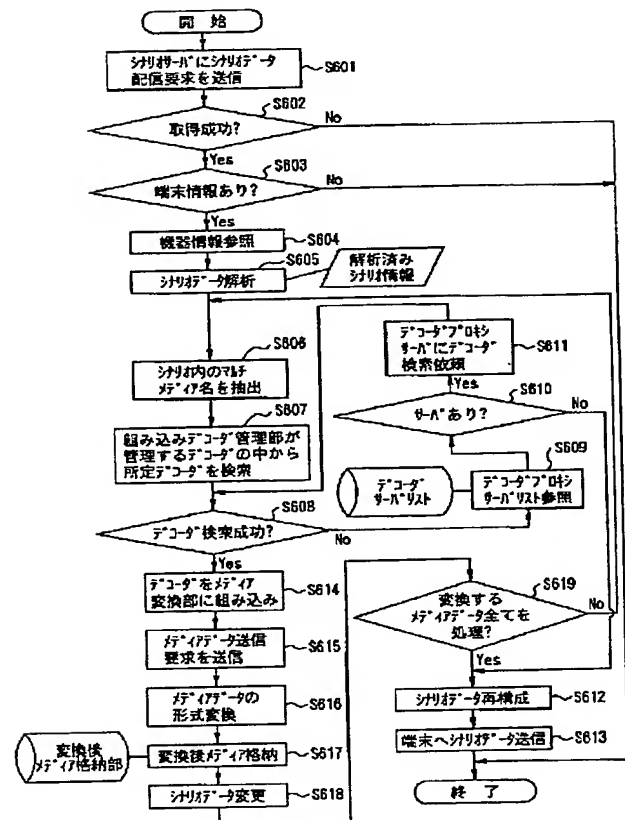 開 始
シナリオサーバにシナリオデータ
配信要求を送信
S601
S602
取得成功?
No
Yes
S603
端末情報あり?
No
Yes
機器情報参照
S604
S605
シナリオデータ解析
解析済み
シナリオ情報
S606
シナリオ内のマルチ
メディア名を抽出
S607
組み込みデコーダ管理部が
管理するデコーダの中から
所定デコーダを検索
S608
デコーダ検索成功?
No
Yes
デコーダプロキシ
サーバにデコーダ
検索依頼
S611
Yes
S610
サーバあり?
No
S609
デコーダプロキシ
サーバリスト参照
デコーダ
サーバリスト
デコーダをメディア
変換部に組み込み
S614
メディアデータ送信
要求を送信
S615
メディアデータの
形式変換
S616
変換後
メディア格納部
変換後メディア格納
S617
シナリオデータ変更
S618
S619
変換する
メディアデータ全てを
処理?
No
Yes
シナリオデータ再構成
S612
端末へシナリオデータ送信
S613
終 了